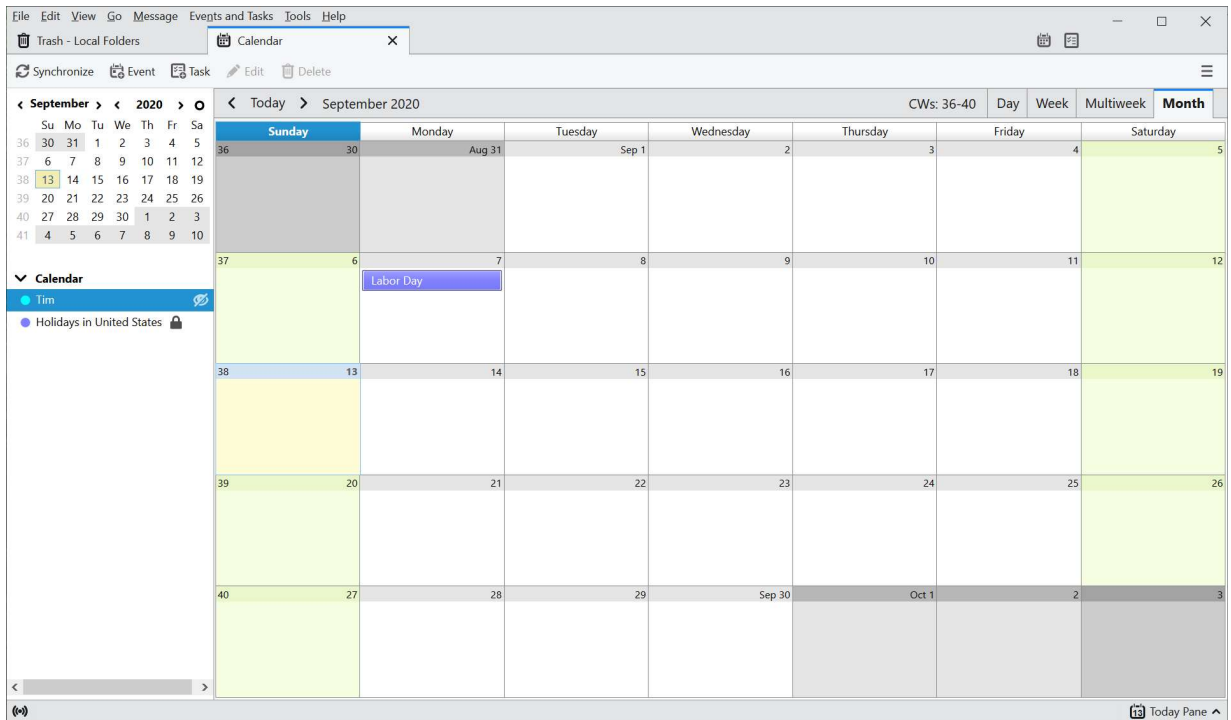 File Edit View Go Message Events and Tasks Tools Help
Trash - Local Folders Calendar
Synchronize Event Task Edit Delete
September 2020
Su Mo Tu We Th Fr Sa
36 30 31 1 2 3 4 5
37 6 7 8 9 10 11 12
38 13 14 15 16 17 18 19
39 20 21 22 23 24 25 26
40 27 28 29 30 1 2 3
41 4 5 6 7 8 9 10
Calendar
Tim
Holidays in United States
Today September 2020 CWs: 36-40 Day Week Multiweek Month
Sunday Monday Tuesday Wednesday Thursday Friday Saturday
36 30 Aug 31 Sep 1 2 3 4 5
37 6 7 8 9 10 11 12
Labor Day
38 13 14 15 16 17 18 19
39 20 21 22 23 24 25 26
40 27 28 29 Sep 30 Oct 1 2 3
13 Today Pane